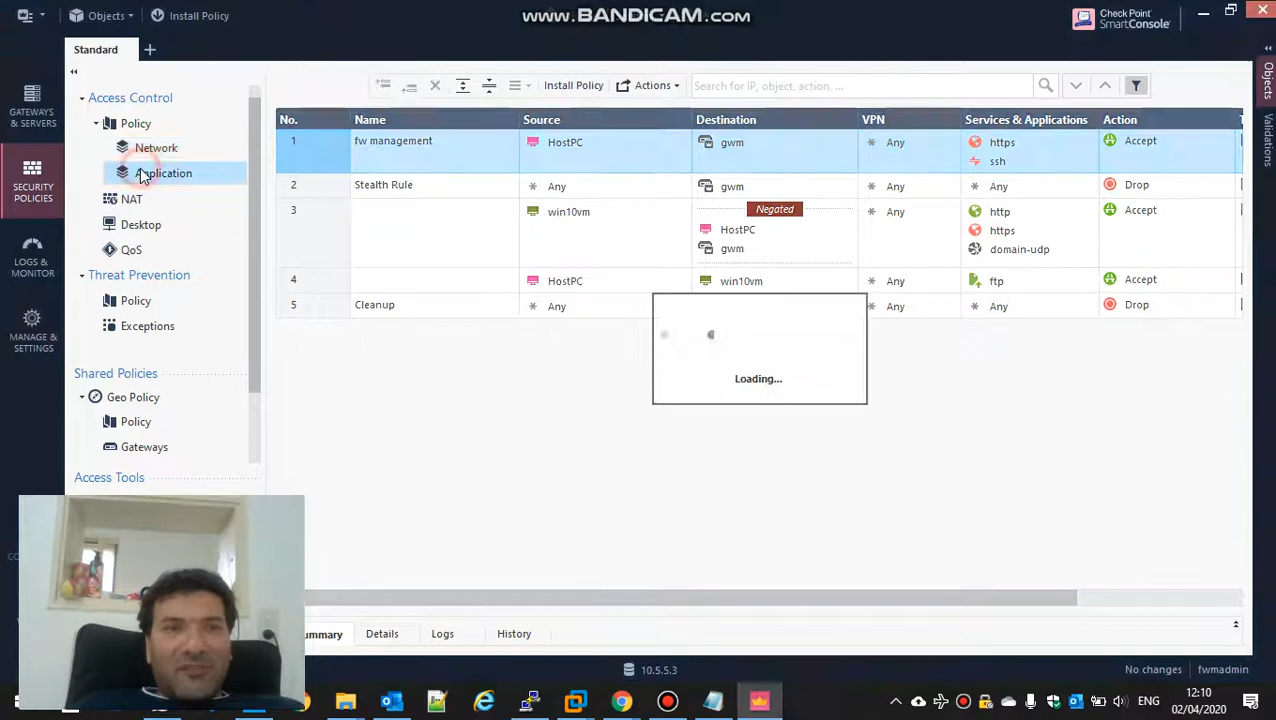 Objects
Install Policy
www.BANDICAM.com
Check Point
SmartConsole
Standard
GATEWAYS
& SERVERS
SECURITY
POLICIES
LOGS &
MONITOR
MANAGE &
SETTINGS
Access Control
Policy
Network
Application
NAT
Desktop
QoS
Threat Prevention
Policy
Exceptions
Shared Policies
Geo Policy
Policy
Gateways
Access Tools
Install Policy
Actions
Search for IP, object, action, ...
No. Name Source Destination VPN Services & Applications Action
1 fw management HostPC gwm Any https Accept
ssh
2 Stealth Rule Any gwm Any Drop
3 win10vm Negated Any http Accept
HostPC https
gwm domain-udp
4 HostPC win10vm Any ftp Accept
5 Cleanup Any Any Any Drop
Loading...
Objects
Validations
Details
Logs
History
10.5.5.3
No changes
fwmadmin
ENG
12:10
02/04/2020